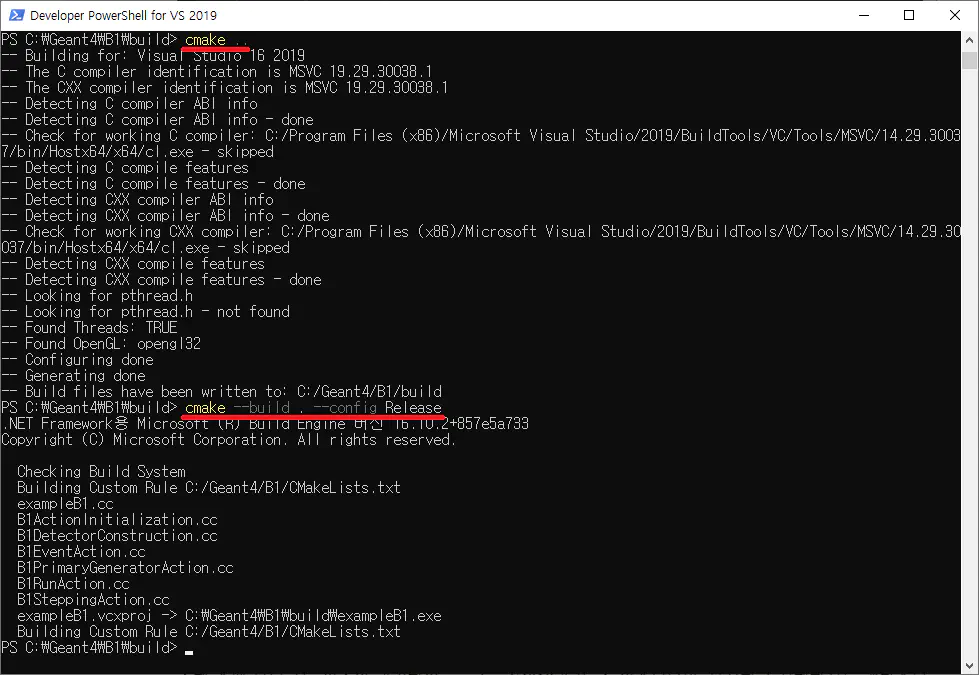 Developer PowerShell for VS 2019
PS C:₩Geant4₩B1₩build> cmake ..
-- Building for: Visual Studio 16 2019
-- The C compiler identification is MSVC 19.29.30038.1
-- The CXX compiler identification is MSVC 19.29.30038.1
-- Detecting C compiler ABI info
-- Detecting C compiler ABI info - done
-- Check for working C compiler: C:/Program Files (x86)/Microsoft Visual Studio/2019/BuildTools/VC/Tools/MSVC/14.29.3003
7/bin/Hostx64/x64/cl.exe - skipped
-- Detecting C compile features
-- Detecting C compile features - done
-- Detecting CXX compiler ABI info
-- Detecting CXX compiler ABI info - done
-- Check for working CXX compiler: C:/Program Files (x86)/Microsoft Visual Studio/2019/BuildTools/VC/Tools/MSVC/14.29.30
037/bin/Hostx64/x64/cl.exe - skipped
-- Detecting CXX compile features
-- Detecting CXX compile features - done
-- Looking for pthread.h
-- Looking for pthread.h - not found
-- Found Threads: TRUE
-- Found OpenGL: opengl32
-- Configuring done
-- Generating done
-- Build files have been written to: C:/Geant4/B1/build
PS C:₩Geant4₩B1₩build> cmake --build . --config Release
.NET Framework용 Microsoft (R) Build Engine 버전 16.10.2+857e5a733
Copyright (C) Microsoft Corporation. All rights reserved.
Checking Build System
Building Custom Rule C:/Geant4/B1/CMakeLists.txt
exampleB1.cc
B1ActionInitialization.cc
B1DetectorConstruction.cc
B1EventAction.cc
B1PrimaryGeneratorAction.cc
B1RunAction.cc
B1SteppingAction.cc
exampleB1.vcxproj -> C:₩Geant4₩B1₩build₩exampleB1.exe
Building Custom Rule C:/Geant4/B1/CMakeLists.txt
PS C:₩Geant4₩B1₩build>